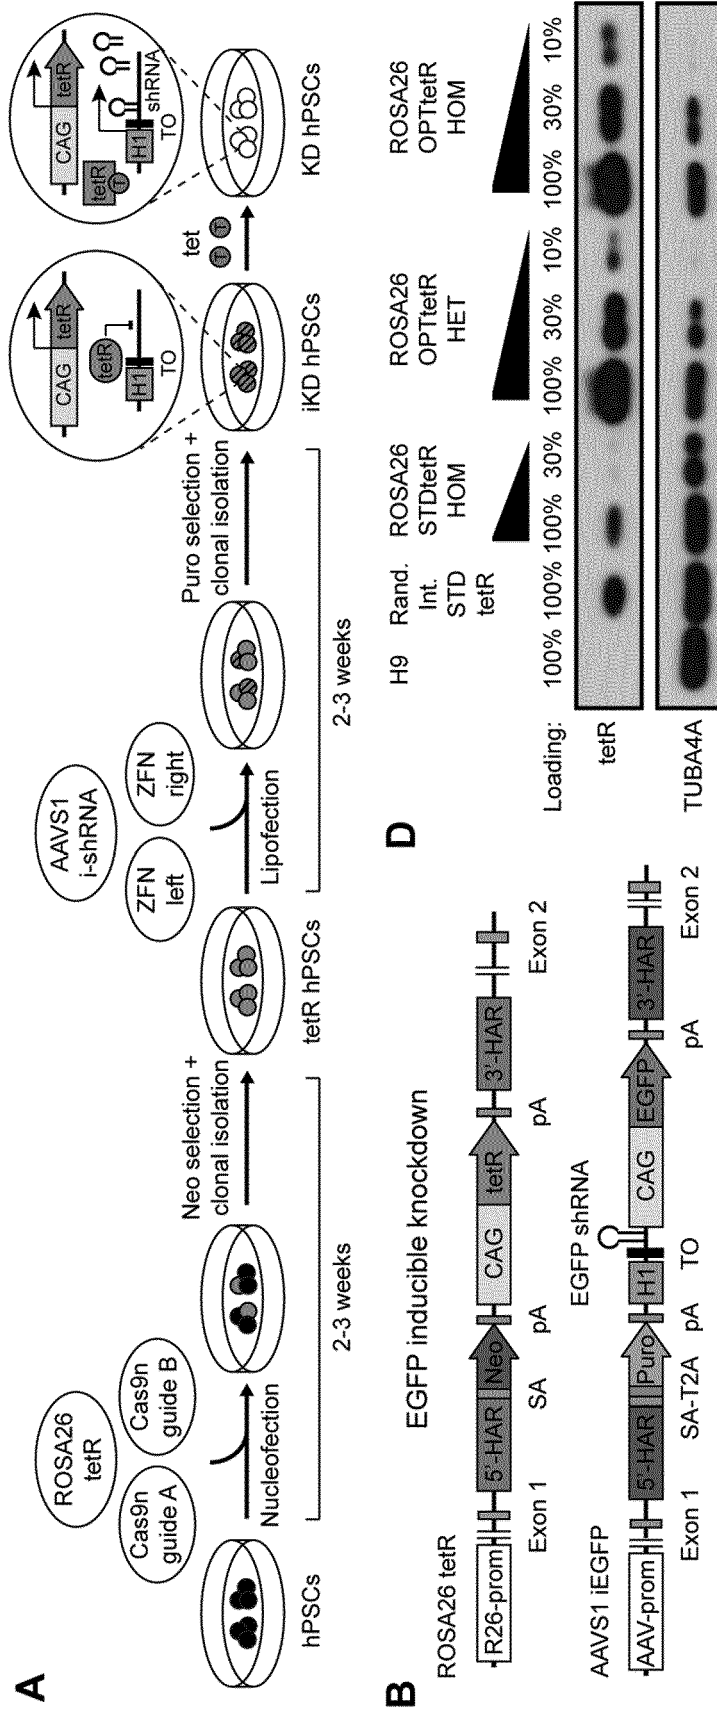 A
ROSA26
tetR
Cas9n
guide A
Cas9n
guide B
Nucleofection
hPSCs
Neo selection +
clonal isolation
2-3 weeks
tetR hPSCs
AAVS1
i-shRNA
ZFN
left
ZFN
right
Lipofection
Puro selection +
clonal isolation
2-3 weeks
CAG
tetR
tetR
H1
TO
iKD hPSCs
tet
T
T
CAG
tetR
tetR
T
H1
shRNA
TO
KD hPSCs
B
EGFP inducible knockdown
ROSA26 tetR
R26-prom
5'-HAR
Neo
CAG
tetR
3'-HAR
Exon 1
SA
pA
pA
Exon 2
AAVS1 iEGFP
EGFP shRNA
AAV-prom
5'-HAR
Puro
H1
CAG
EGFP
3'-HAR
Exon 1
SA-T2A
pA
TO
pA
Exon 2
D
H9
Rand.
Int.
STD
tetR
ROSA26
STDtetR
HOM
ROSA26
OPTtetR
HET
ROSA26
OPTtetR
HOM
Loading:
100% 100% 100% 30% 100% 30% 10% 100% 30% 10%
tetR
TUBA4A